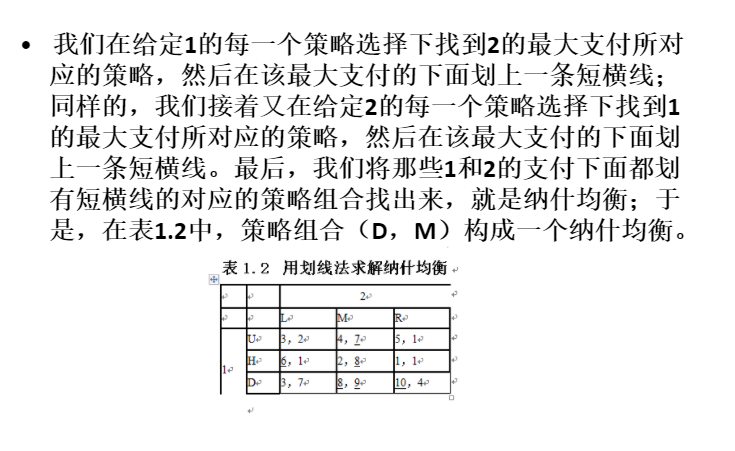 • 我们在给定1的每一个策略选择下找到2的最大支付所对
应的策略，然后在该最大支付的下面划上一条短横线；
同样的，我们接着又在给定2的每一个策略选择下找到1
的最大支付所对应的策略，然后在该最大支付的下面划
上一条短横线。最后，我们将那些1和2的支付下面都划
有短横线的对应的策略组合找出来，就是纳什均衡；于
是，在表1.2中，策略组合（D，M）构成一个纳什均衡。
表 1.2 用划线法求解纳什均衡
2
L M R
U 3，2 4，7 5，1
H 6，1 2，8 1，1
1
D 3，7 8，9 10，4